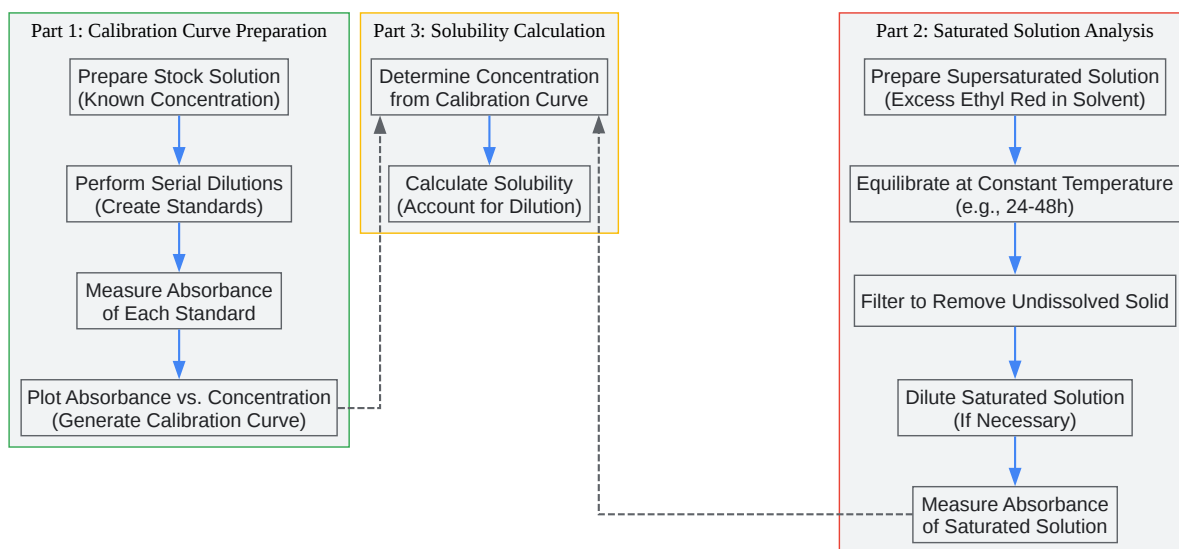 Part 1: Calibration Curve Preparation
Prepare Stock Solution
(Known Concentration)
Perform Serial Dilutions
(Create Standards)
Measure Absorbance
of Each Standard
Plot Absorbance vs. Concentration
(Generate Calibration Curve)
Part 3: Solubility Calculation
Determine Concentration
from Calibration Curve
Calculate Solubility
(Account for Dilution)
Part 2: Saturated Solution Analysis
Prepare Supersaturated Solution
(Excess Ethyl Red in Solvent)
Equilibrate at Constant Temperature
(e.g., 24-48h)
Filter to Remove Undissolved Solid
Dilute Saturated Solution
(If Necessary)
Measure Absorbance
of Saturated Solution